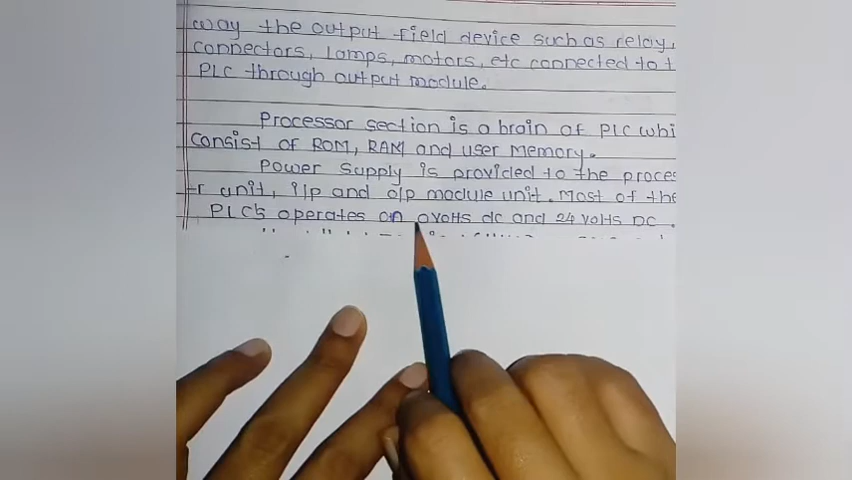 way the output field device such as relay,
connectors, lamps, motors, etc connected to t
PLC through output module.
Processor section is a brain of PLC whi
consist of ROM, RAM and user memory.
Power supply is provided to the proces
-r unit, i/p and o/p module unit. Most of the
PLC's operates on 0 volts dc and 24 volts DC.